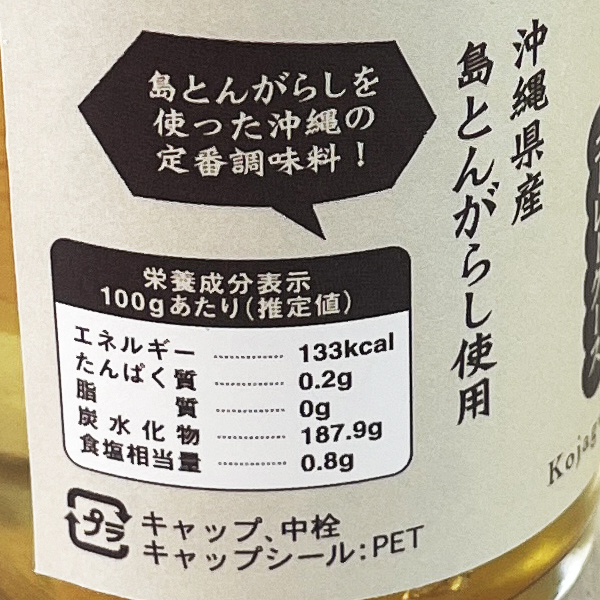 沖縄県産
島とんがらし使用
島とんがらしを
使った沖縄の
定番調味料!
栄養成分表示
100gあたり(推定値)
エネルギー 133kcal
たんぱく質 0.2g
脂質 0g
炭水化物 187.9g
食塩相当量 0.8g
プラ
キャップ、中栓
キャップシール:PET